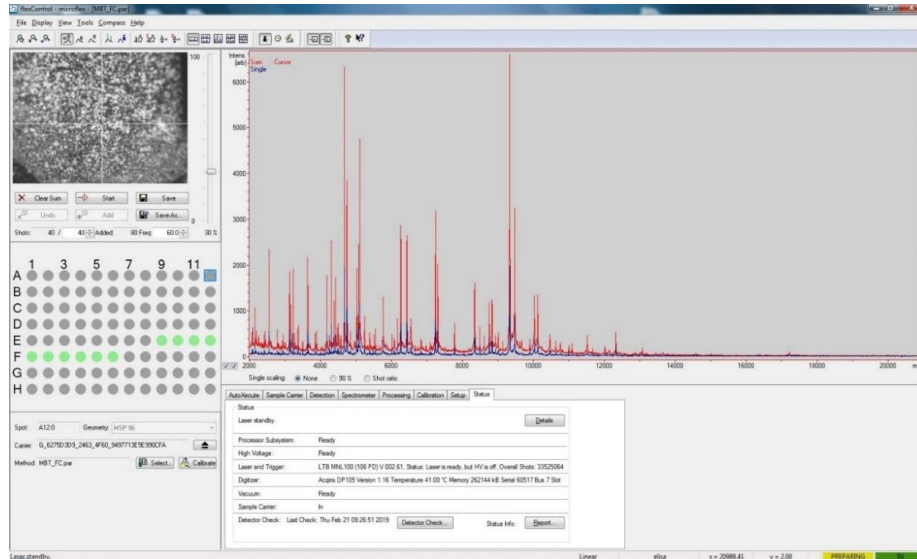 flexControl - microflex - [MBT_FC.par]
File Display View Tools Compass Help
100
0
Clear Sum Start Save
Undo Add Save As...
Shots: 40 / 40 Added: 80 Freq: 60.0 30 %
1 3 5 7 9 11
A
B
C
D
E
F
G
H
Spot: A12:0 Geometry: MSP 96
Carrier:
Method: MBT_FC.par Select... Calibrate
Intens. [arb]
Sum Cursor
Single
6000
5000
4000
3000
2000
1000
0
2000 4000 6000 8000 10000 12000 14000 16000 18000 20000
Single scaling: None 90 % Shot ratio
AutoXecute Sample Carrier Detection Spectrometer Processing Calibration Setup Status
Status
Laser standby. Details
Processor Subsystem: Ready
High Voltage: Ready
Laser and Trigger: LTB MNL100 (106 PD) V 002.61, Status: Laser is ready, but HV is off. Overall Shots: 33525064
Digitizer: Acqiris DP105 Version 1.16 Temperature 41.00 °C Memory 262144 kB Serial 60517 Bus 7 Slot
Vacuum: Ready
Sample Carrier: In
Detector Check: Last Check: Thu Feb 21 09:26:51 2019 Detector Check... Status Info: Report...
Laser standby. Linear elisa x = 20988.41 y = 2.00 PREPARING IN